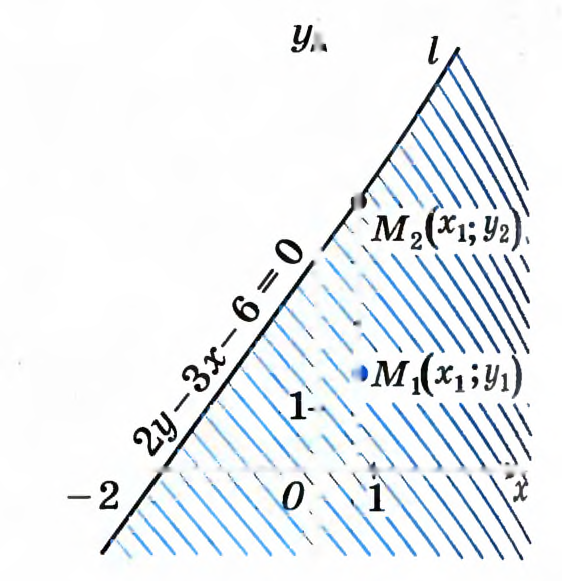 y
l
M₂(x₁; y₂)
2y − 3x − 6 = 0
M₁(x₁; y₁)
1
−2
0
1
x